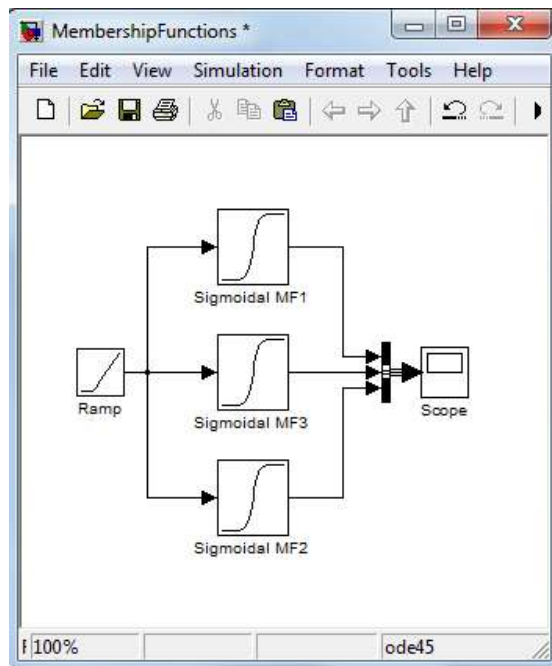 MembershipFunctions *
File Edit View Simulation Format Tools Help
Sigmoidal MF1
Ramp
Sigmoidal MF3
Scope
Sigmoidal MF2
100%
ode45